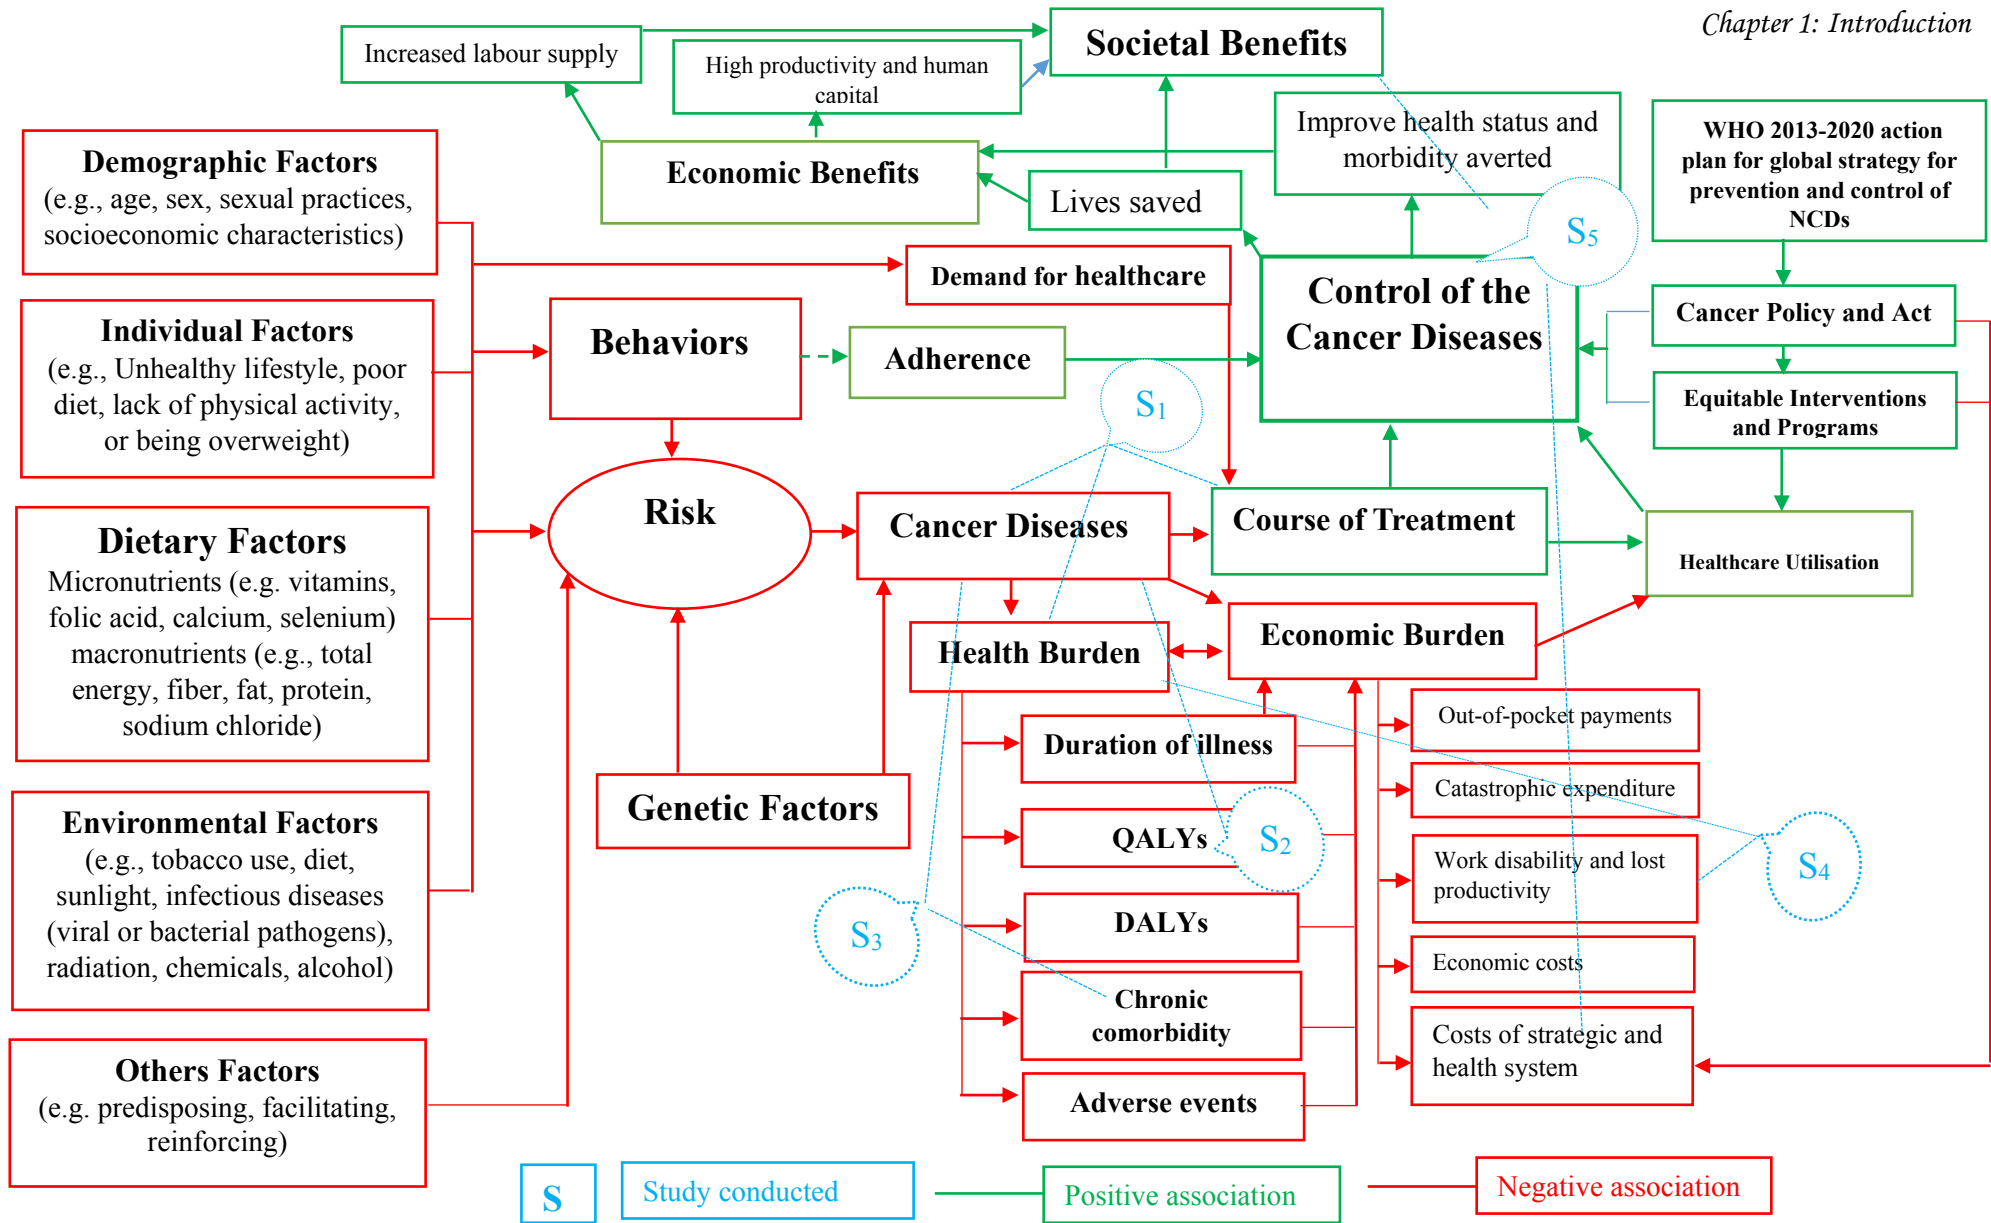 Chapter 1: Introduction
Increased labour supply
High productivity and human
capital
Societal Benefits
Demographic Factors
(e.g., age, sex, sexual practices,
socioeconomic characteristics)
Economic Benefits
Lives saved
Improve health status and
morbidity averted
WHO 2013-2020 action
plan for global strategy for
prevention and control of
NCDs
S5
Demand for healthcare
Individual Factors
(e.g., Unhealthy lifestyle, poor
diet, lack of physical activity,
or being overweight)
Behaviors
Adherence
Control of the
Cancer Diseases
Cancer Policy and Act
Equitable Interventions
and Programs
S1
Dietary Factors
Micronutrients (e.g. vitamins,
folic acid, calcium, selenium)
macronutrients (e.g., total
energy, fiber, fat, protein,
sodium chloride)
Risk
Cancer Diseases
Course of Treatment
Healthcare Utilisation
Health Burden
Economic Burden
Genetic Factors
Duration of illness
QALYs
DALYs
Chronic
comorbidity
Adverse events
S2
S3
Out-of-pocket payments
Catastrophic expenditure
Work disability and lost
productivity
Economic costs
Costs of strategic and
health system
S4
Environmental Factors
(e.g., tobacco use, diet,
sunlight, infectious diseases
(viral or bacterial pathogens),
radiation, chemicals, alcohol)
Others Factors
(e.g. predisposing, facilitating,
reinforcing)
S
Study conducted
Positive association
Negative association